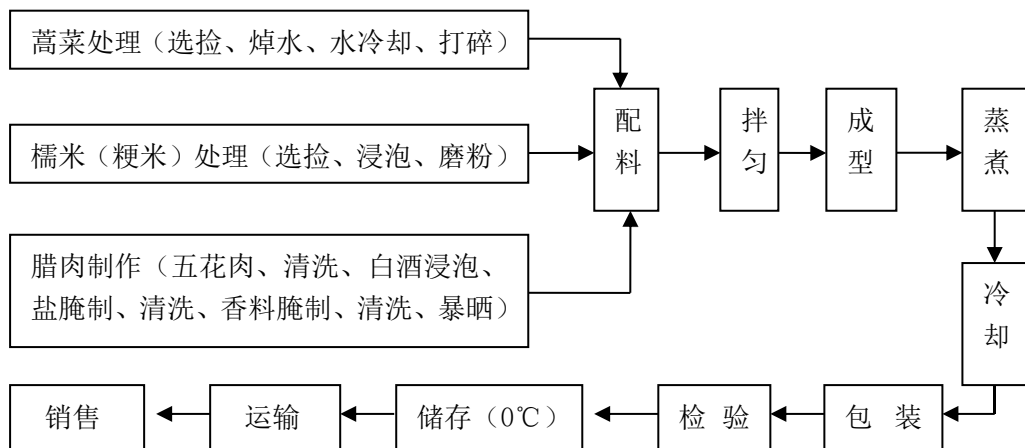 蒿菜处理（选捡、焯水、水冷却、打碎）
檽米（粳米）处理（选捡、浸泡、磨粉）
腊肉制作（五花肉、清洗、白酒浸泡、
盐腌制、清洗、香料腌制、清洗、暴晒）
配料
拌匀
成型
蒸煮
冷却
包装
检验
储存（0℃）
运输
销售